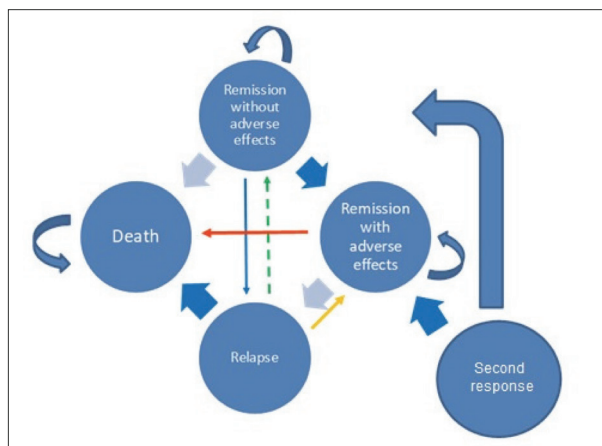 Remission
without
adverse
effects
Death
Remission
with
adverse
effects
Relapse
Second
response